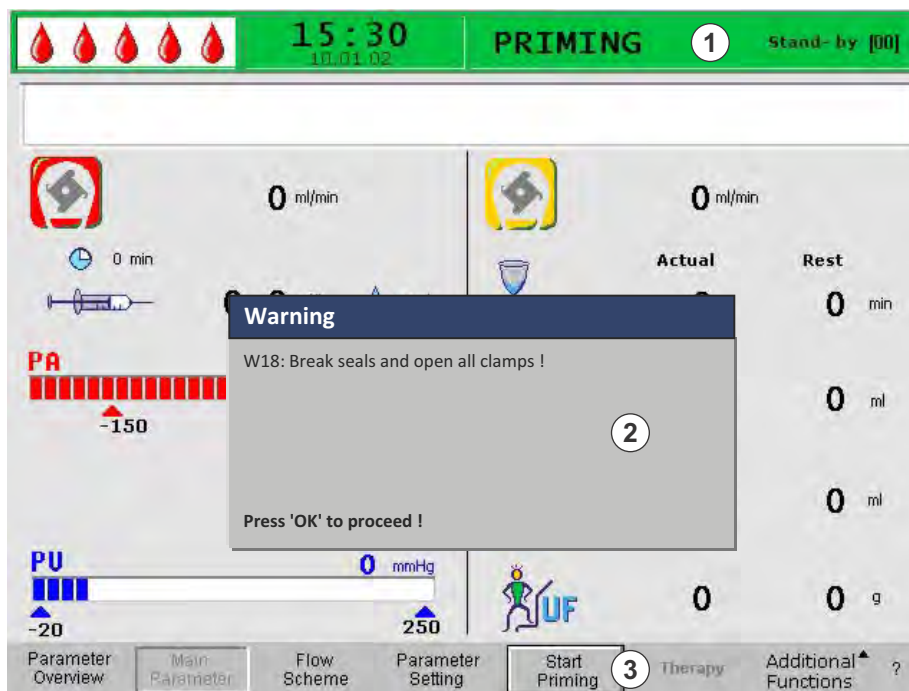 15:30
10.01.02
PRIMING
1
Stand-by [00]
0 ml/min
0 ml/min
0 min
Actual
Rest
0 min
Warning
W18: Break seals and open all clamps !
2
Press 'OK' to proceed !
PA
-150
0 ml
0 ml
PV
0 mmHg
-20
250
UF
0
0 g
Parameter Overview
Main Parameter
Flow Scheme
Parameter Setting
Start Priming
3
Therapy
Additional Functions
?